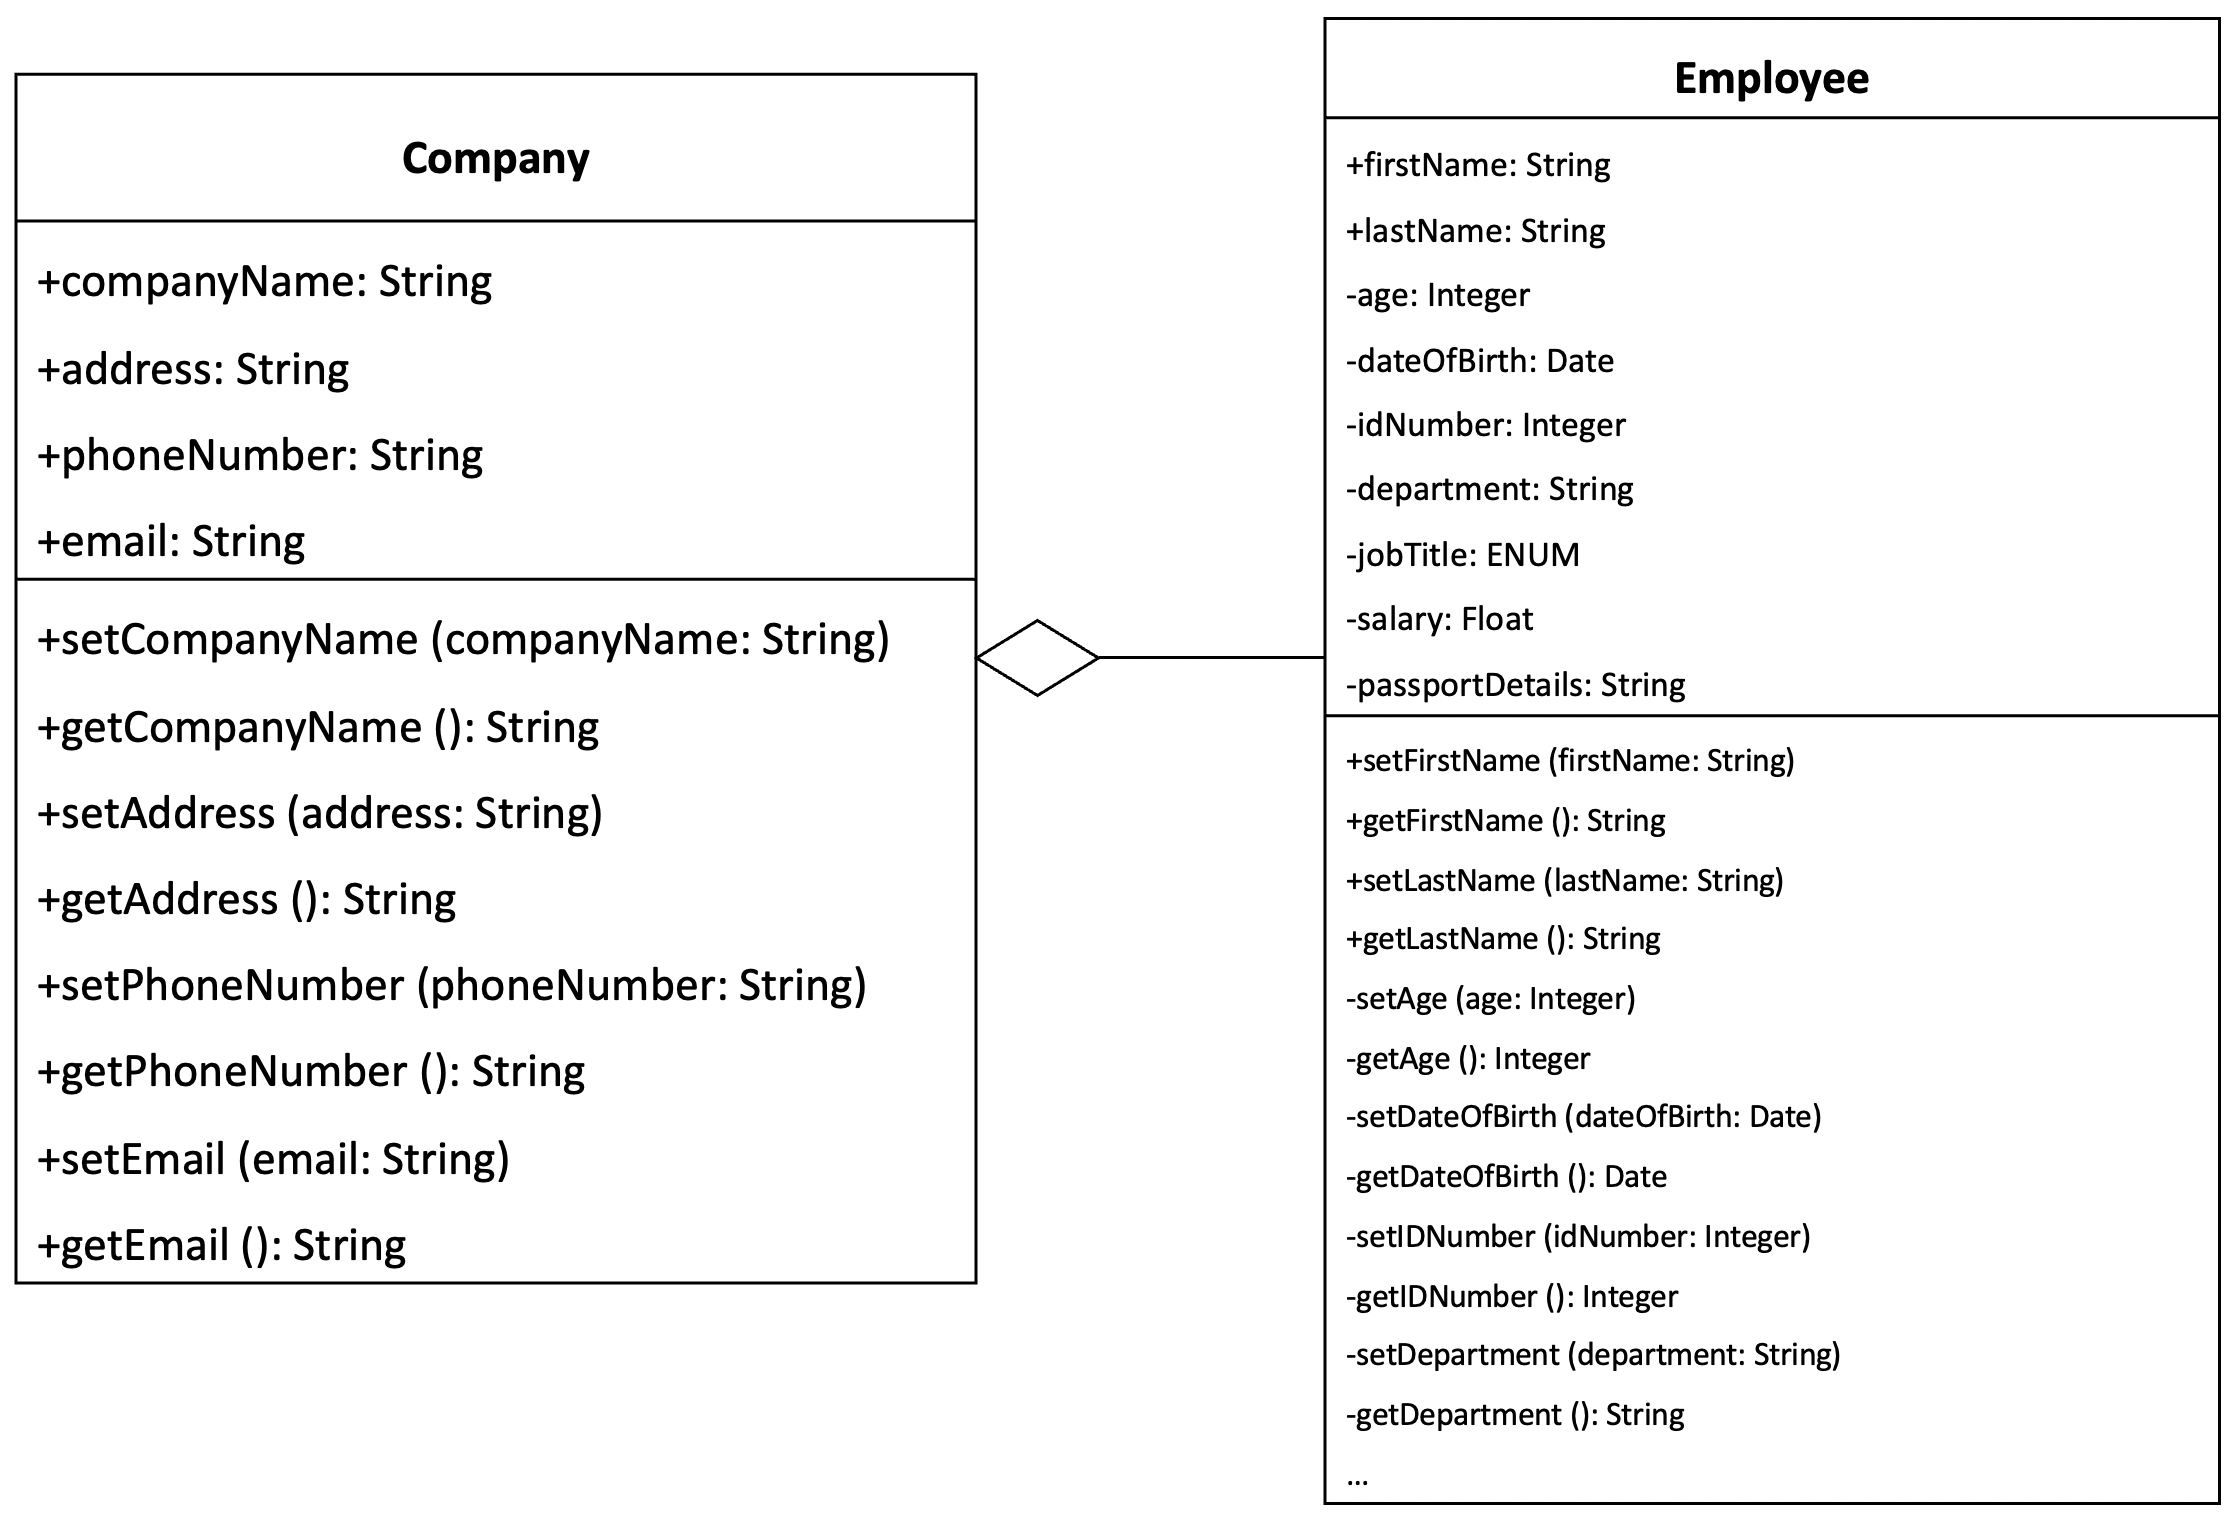 Company
+companyName: String
+address: String
+phoneNumber: String
+email: String
+setCompanyName (companyName: String)
+getCompanyName (): String
+setAddress (address: String)
+getAddress (): String
+setPhoneNumber (phoneNumber: String)
+getPhoneNumber (): String
+setEmail (email: String)
+getEmail (): String
Employee
+firstName: String
+lastName: String
-age: Integer
-dateOfBirth: Date
-idNumber: Integer
-department: String
-jobTitle: ENUM
-salary: Float
-passportDetails: String
+setFirstName (firstName: String)
+getFirstName (): String
+setLastName (lastName: String)
+getLastName (): String
-setAge (age: Integer)
-getAge (): Integer
-setDateOfBirth (dateOfBirth: Date)
-getDateOfBirth (): Date
-setIDNumber (idNumber: Integer)
-getIDNumber (): Integer
-setDepartment (department: String)
-getDepartment (): String
...